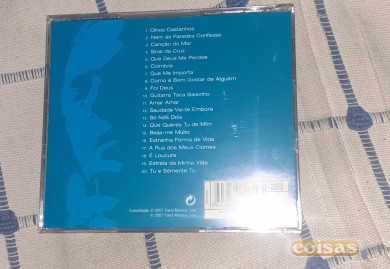 1. Olhos Castanhos
2. Nem às Paredes Confesso
3. Canção do Mar
4. Sinal da Cruz
5. Que Deus Me Perdoe
6. Coimbra
7. Que Me Importa
8. Como é Bom Gostar de Alguém
9. Foi Deus
10. Guitarra Toca Baixinho
11. Amar Amar
12. Saudade Vai-te Embora
13. Só Nós Dois
14. Que Queres Tu de Mim
15. Beija-me Muito
16. Estranha Forma de Vida
17. A Rua dos Meus Ciúmes
18. É Loucura
19. Estrela da Minha Vida
20. Tu e Somente Tu
Compilação ℗ 2007 Farol Música, Lda
© 2007 Farol Música, Lda
coisas